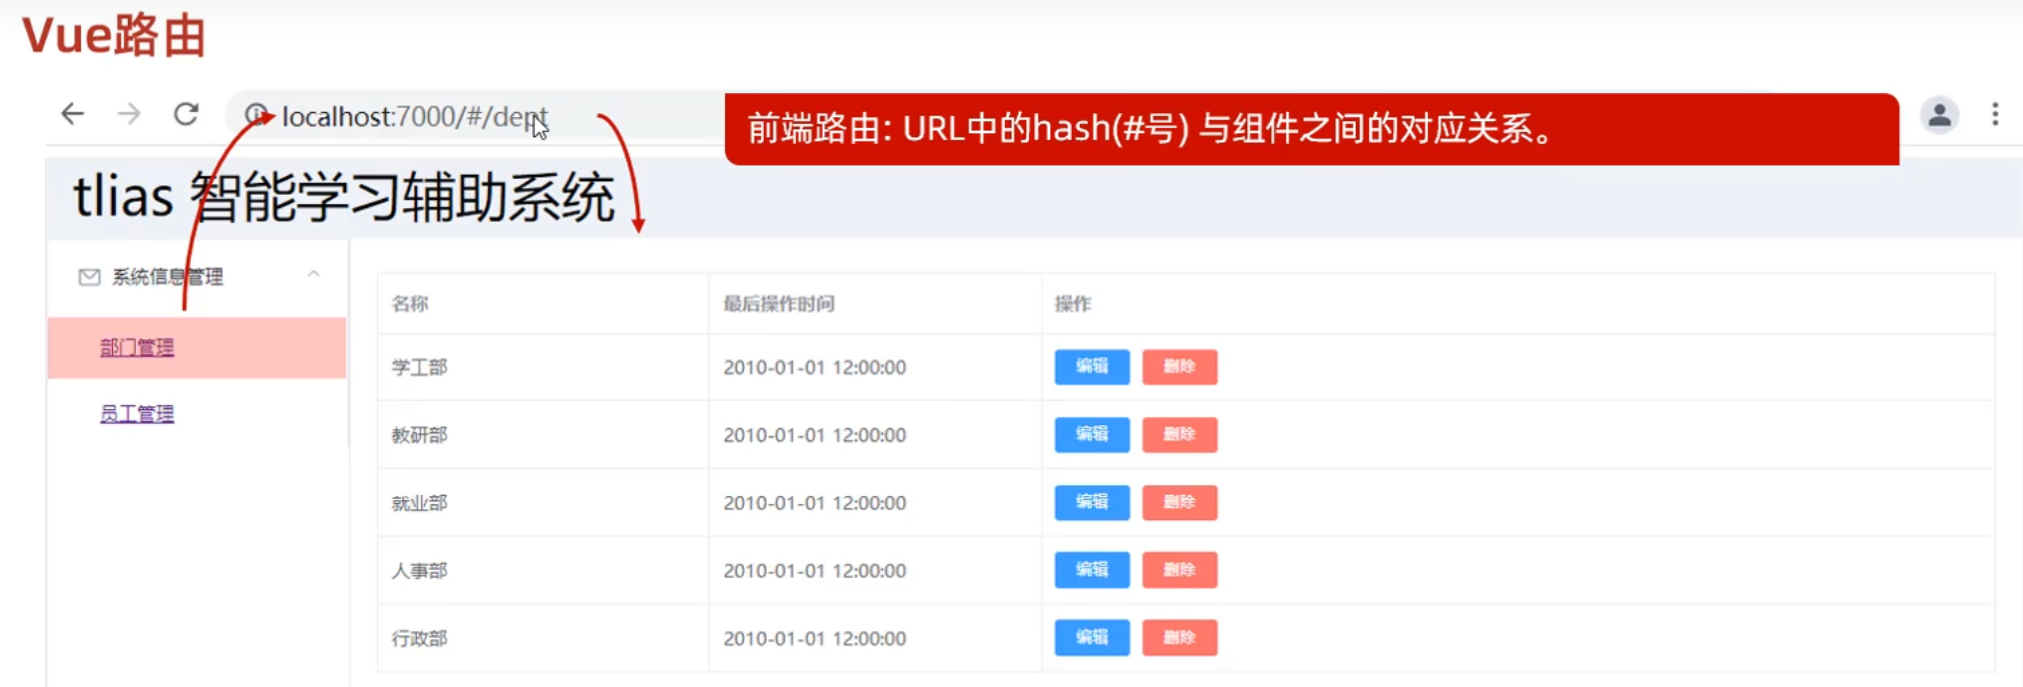 Vue路由
localhost:7000/#/dept
前端路由: URL中的hash(#号) 与组件之间的对应关系。
tlias 智能学习辅助系统
系统信息管理
部门管理
员工管理
名称 最后操作时间 操作
学工部 2010-01-01 12:00:00 编辑 删除
教研部 2010-01-01 12:00:00 编辑 删除
就业部 2010-01-01 12:00:00 编辑 删除
人事部 2010-01-01 12:00:00 编辑 删除
行政部 2010-01-01 12:00:00 编辑 删除